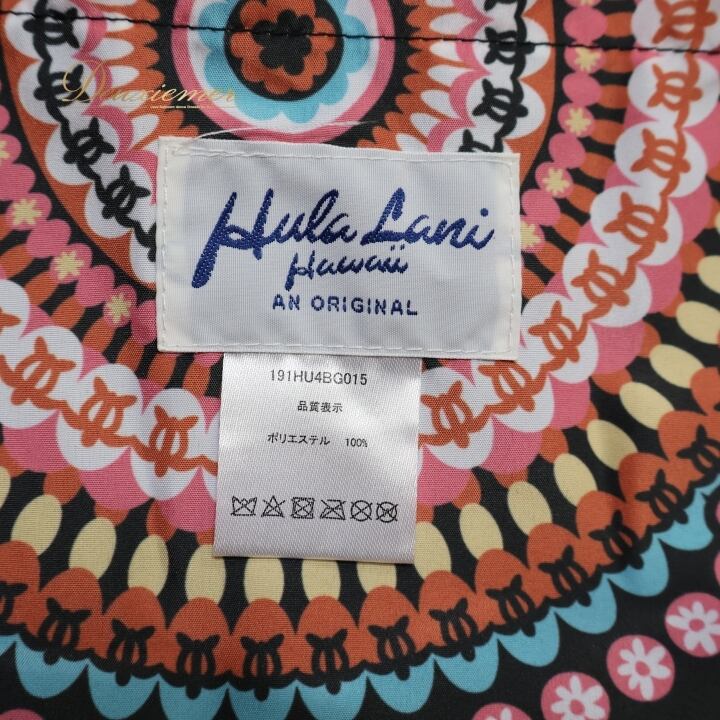 Hula Lani
Hawaii
AN ORIGINAL
191HU4BG015
品質表示
ポリエステル 100%